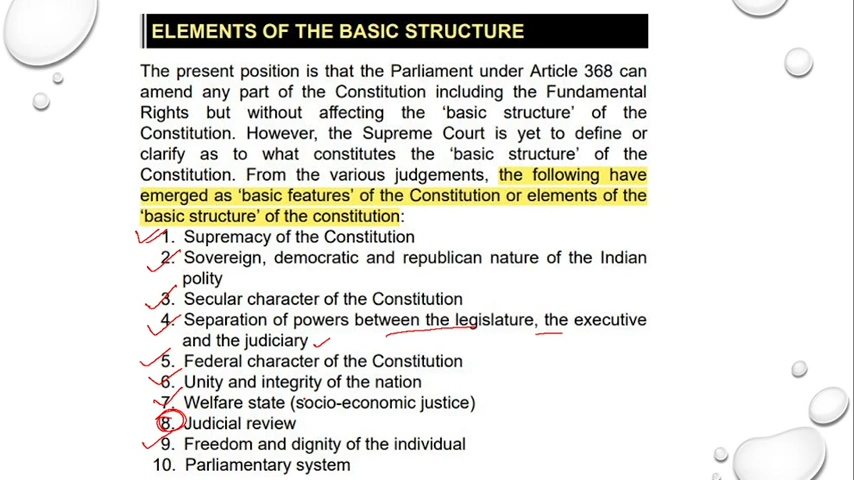 ELEMENTS OF THE BASIC STRUCTURE
The present position is that the Parliament under Article 368 can
amend any part of the Constitution including the Fundamental
Rights but without affecting the ‘basic structure’ of the
Constitution. However, the Supreme Court is yet to define or
clarify as to what constitutes the ‘basic structure’ of the
Constitution. From the various judgements, the following have
emerged as ‘basic features’ of the Constitution or elements of the
‘basic structure’ of the constitution:
1. Supremacy of the Constitution
2. Sovereign, democratic and republican nature of the Indian
polity
3. Secular character of the Constitution
4. Separation of powers between the legislature, the executive
and the judiciary
5. Federal character of the Constitution
6. Unity and integrity of the nation
7. Welfare state (socio-economic justice)
8. Judicial review
9. Freedom and dignity of the individual
10. Parliamentary system